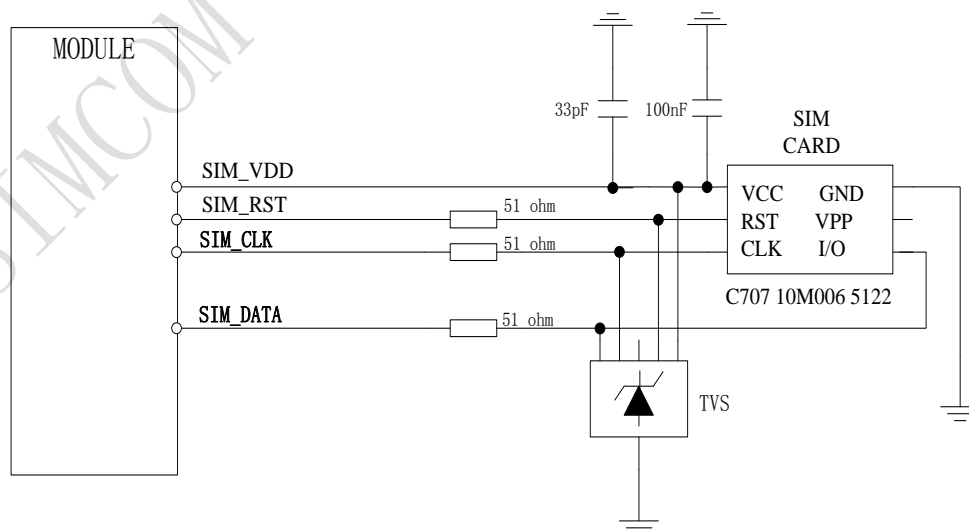 SIMCOM
MODULE
33pF
100nF
SIM
CARD
SIM_VDD
VCC GND
SIM_RST
51 ohm
RST VPP
SIM_CLK
51 ohm
CLK I/O
C707 10M006 5122
SIM_DATA
51 ohm
TVS